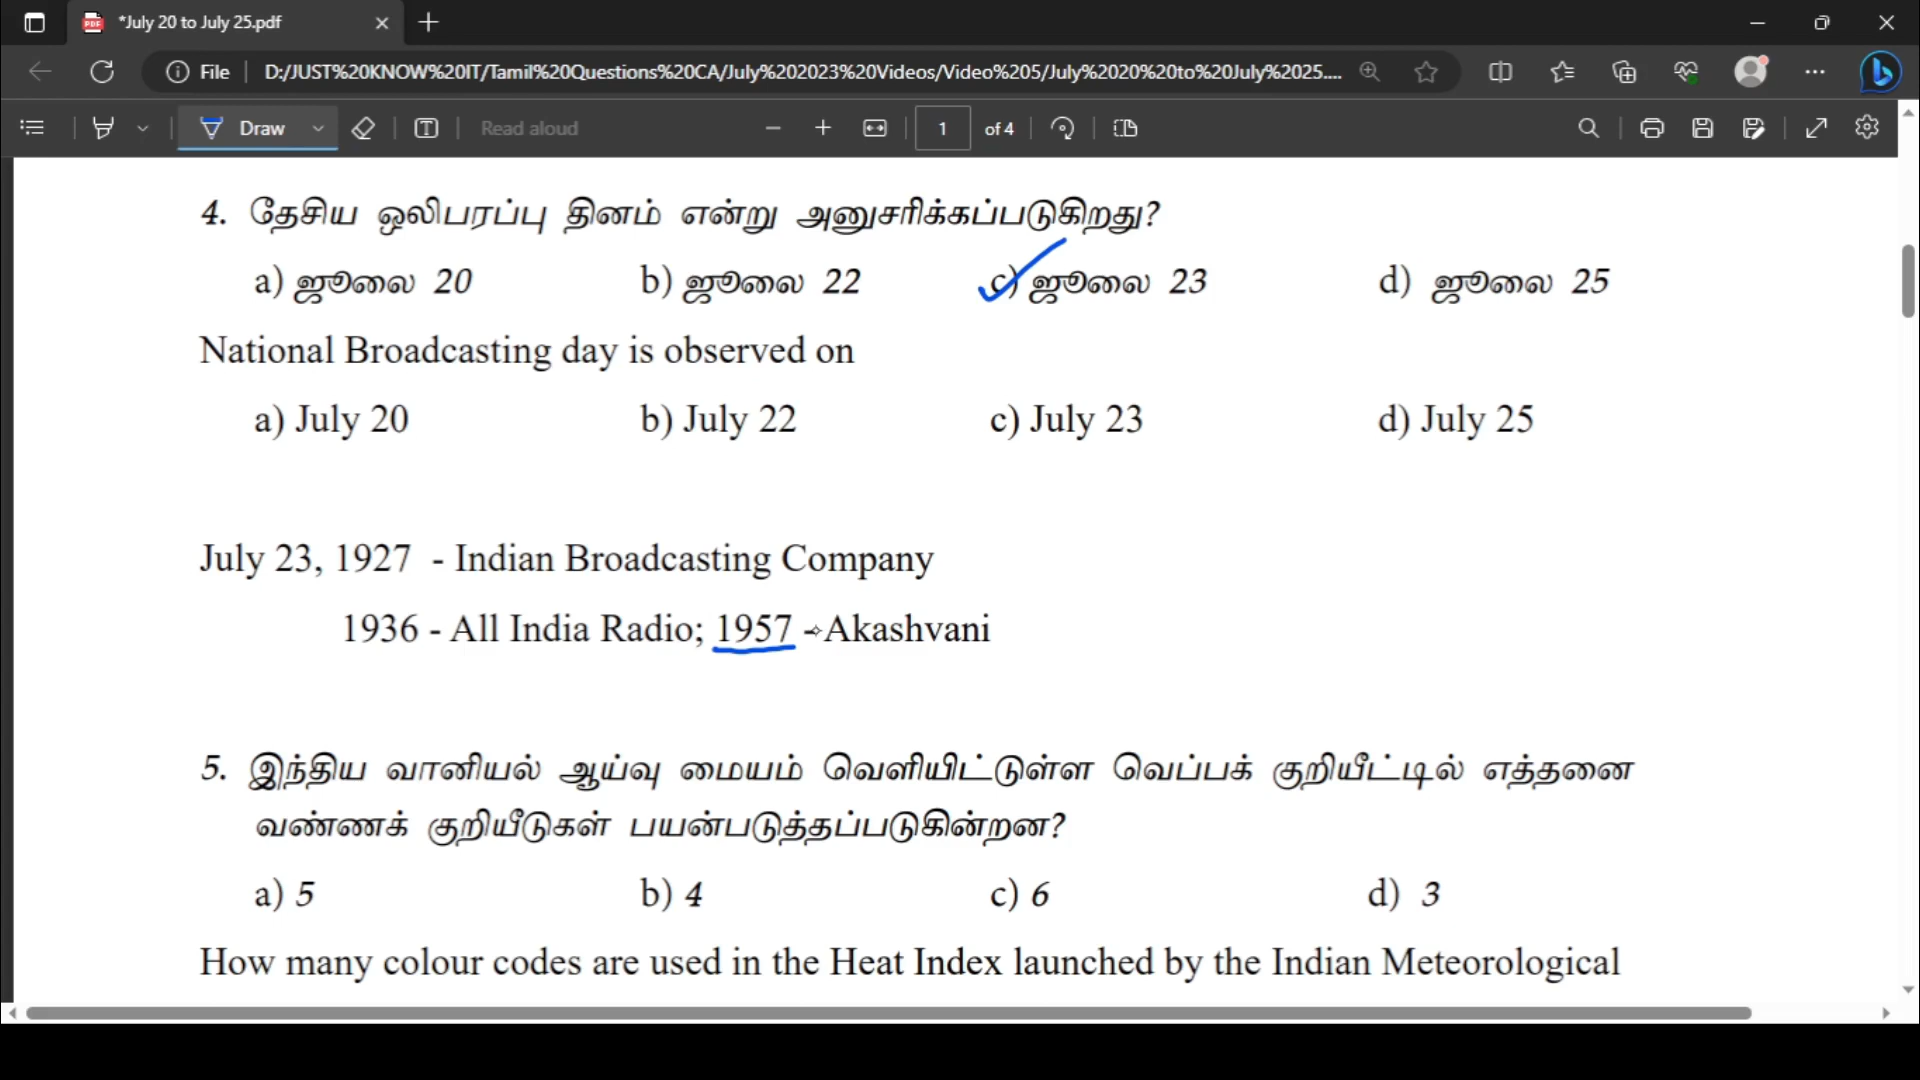 *July 20 to July 25.pdf
File D:/JUST%20KNOW%20IT/Tamil%20Questions%20CA/July%202023%20Videos/Video%205/July%2020%20to%20July%2025....
Draw Read aloud 1 of 4
4. தேசிய ஒலிபரப்பு தினம் என்று அனுசரிக்கப்படுகிறது?
a) ஜூலை 20 b) ஜூலை 22 c) ஜூலை 23 d) ஜூலை 25
National Broadcasting day is observed on
a) July 20 b) July 22 c) July 23 d) July 25
July 23, 1927 - Indian Broadcasting Company
1936 - All India Radio; 1957 - Akashvani
5. இந்திய வானியல் ஆய்வு மையம் வெளியிட்டுள்ள வெப்பக் குறியீட்டில் எத்தனை
வண்ணக் குறியீடுகள் பயன்படுத்தப்படுகின்றன?
a) 5 b) 4 c) 6 d) 3
How many colour codes are used in the Heat Index launched by the Indian Meteorological